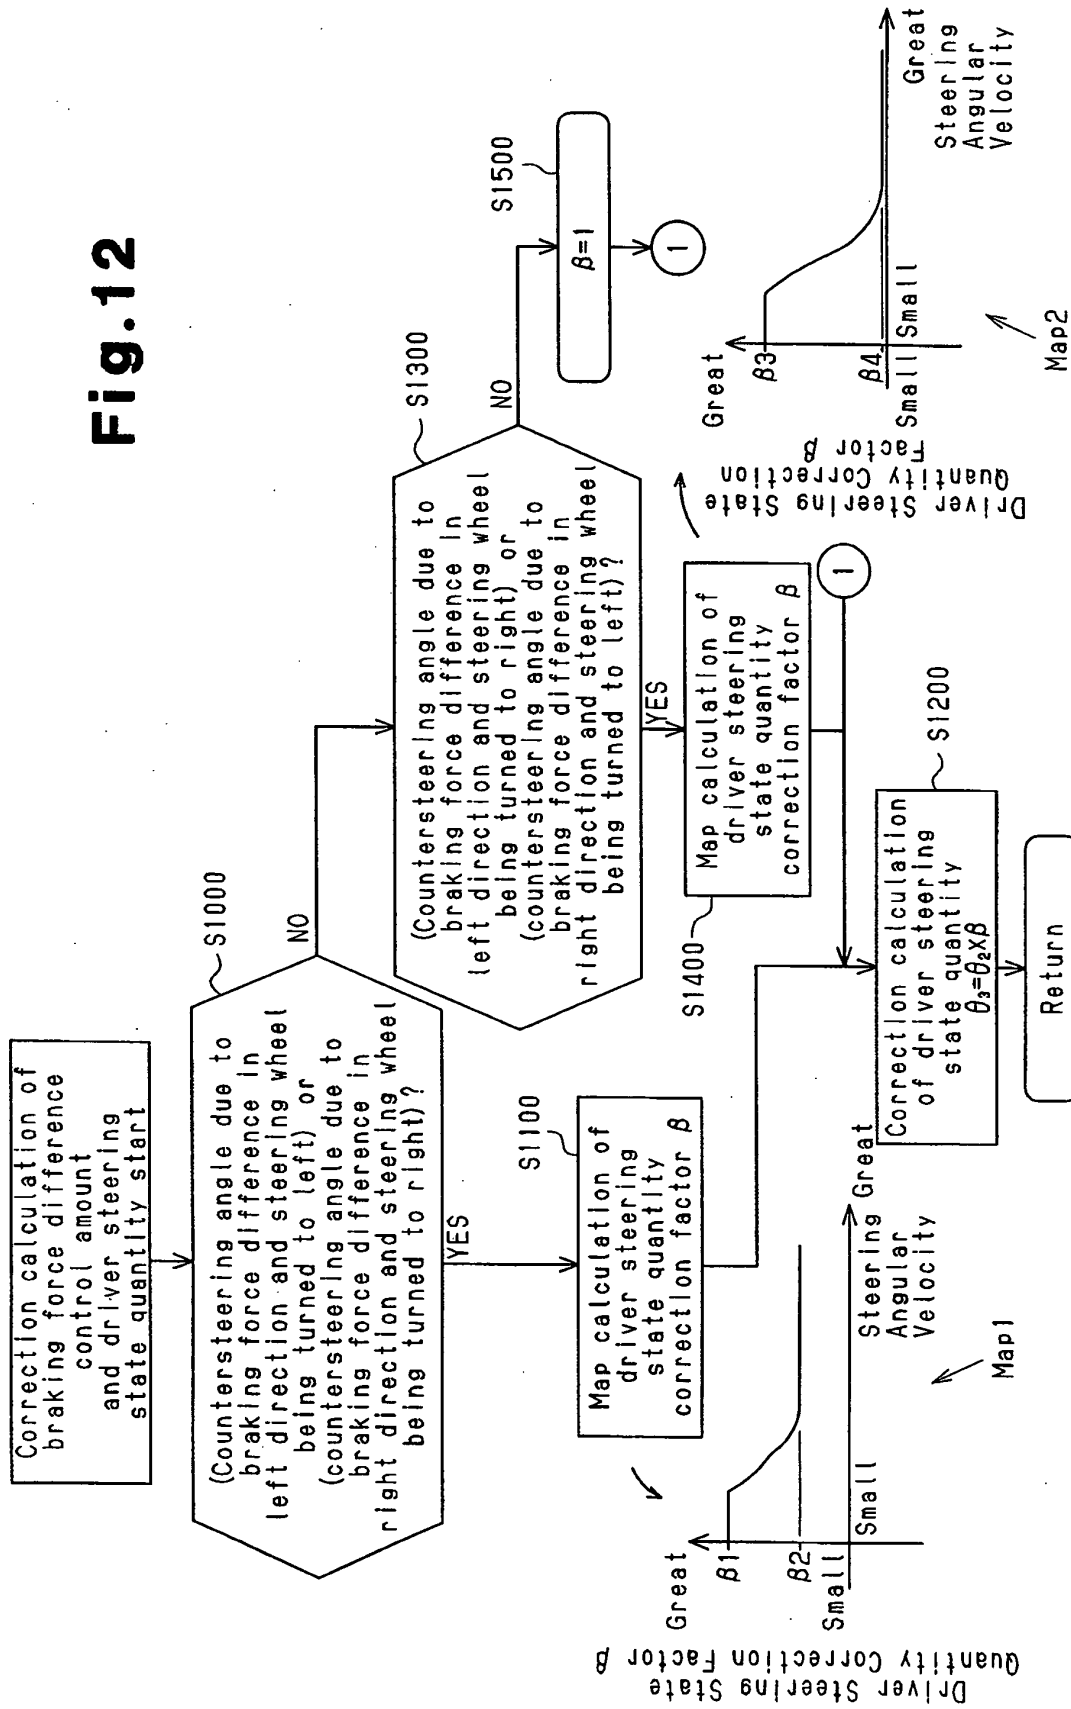 Fig.12
Correction calculation of
braking force difference
control amount
and driver steering
state quantity start
S1000
(Countersteering angle due to
braking force difference in
left direction and steering wheel
being turned to left) or
(countersteering angle due to
braking force difference in
right direction and steering wheel
being turned to right)?
NO
YES
S1300
(Countersteering angle due to
braking force difference in
left direction and steering wheel
being turned to right) or
(countersteering angle due to
braking force difference in
right direction and steering wheel
being turned to left)?
NO
YES
S1500
β=1
1
S1100
Map calculation of
driver steering
state quantity
correction factor β
S1400
Map calculation of
driver steering
state quantity
correction factor β
1
S1200
Correction calculation
of driver steering
state quantity
θ₃=θ₂Xβ
Return
Driver Steering State
Quantity Correction Factor β
Great
β1
β2
Small
Small
Great
Steering
Angular
Velocity
Map1
Driver Steering State
Quantity Correction
Factor β
Great
β3
β4
Small
Small
Great
Steering
Angular
Velocity
Map2